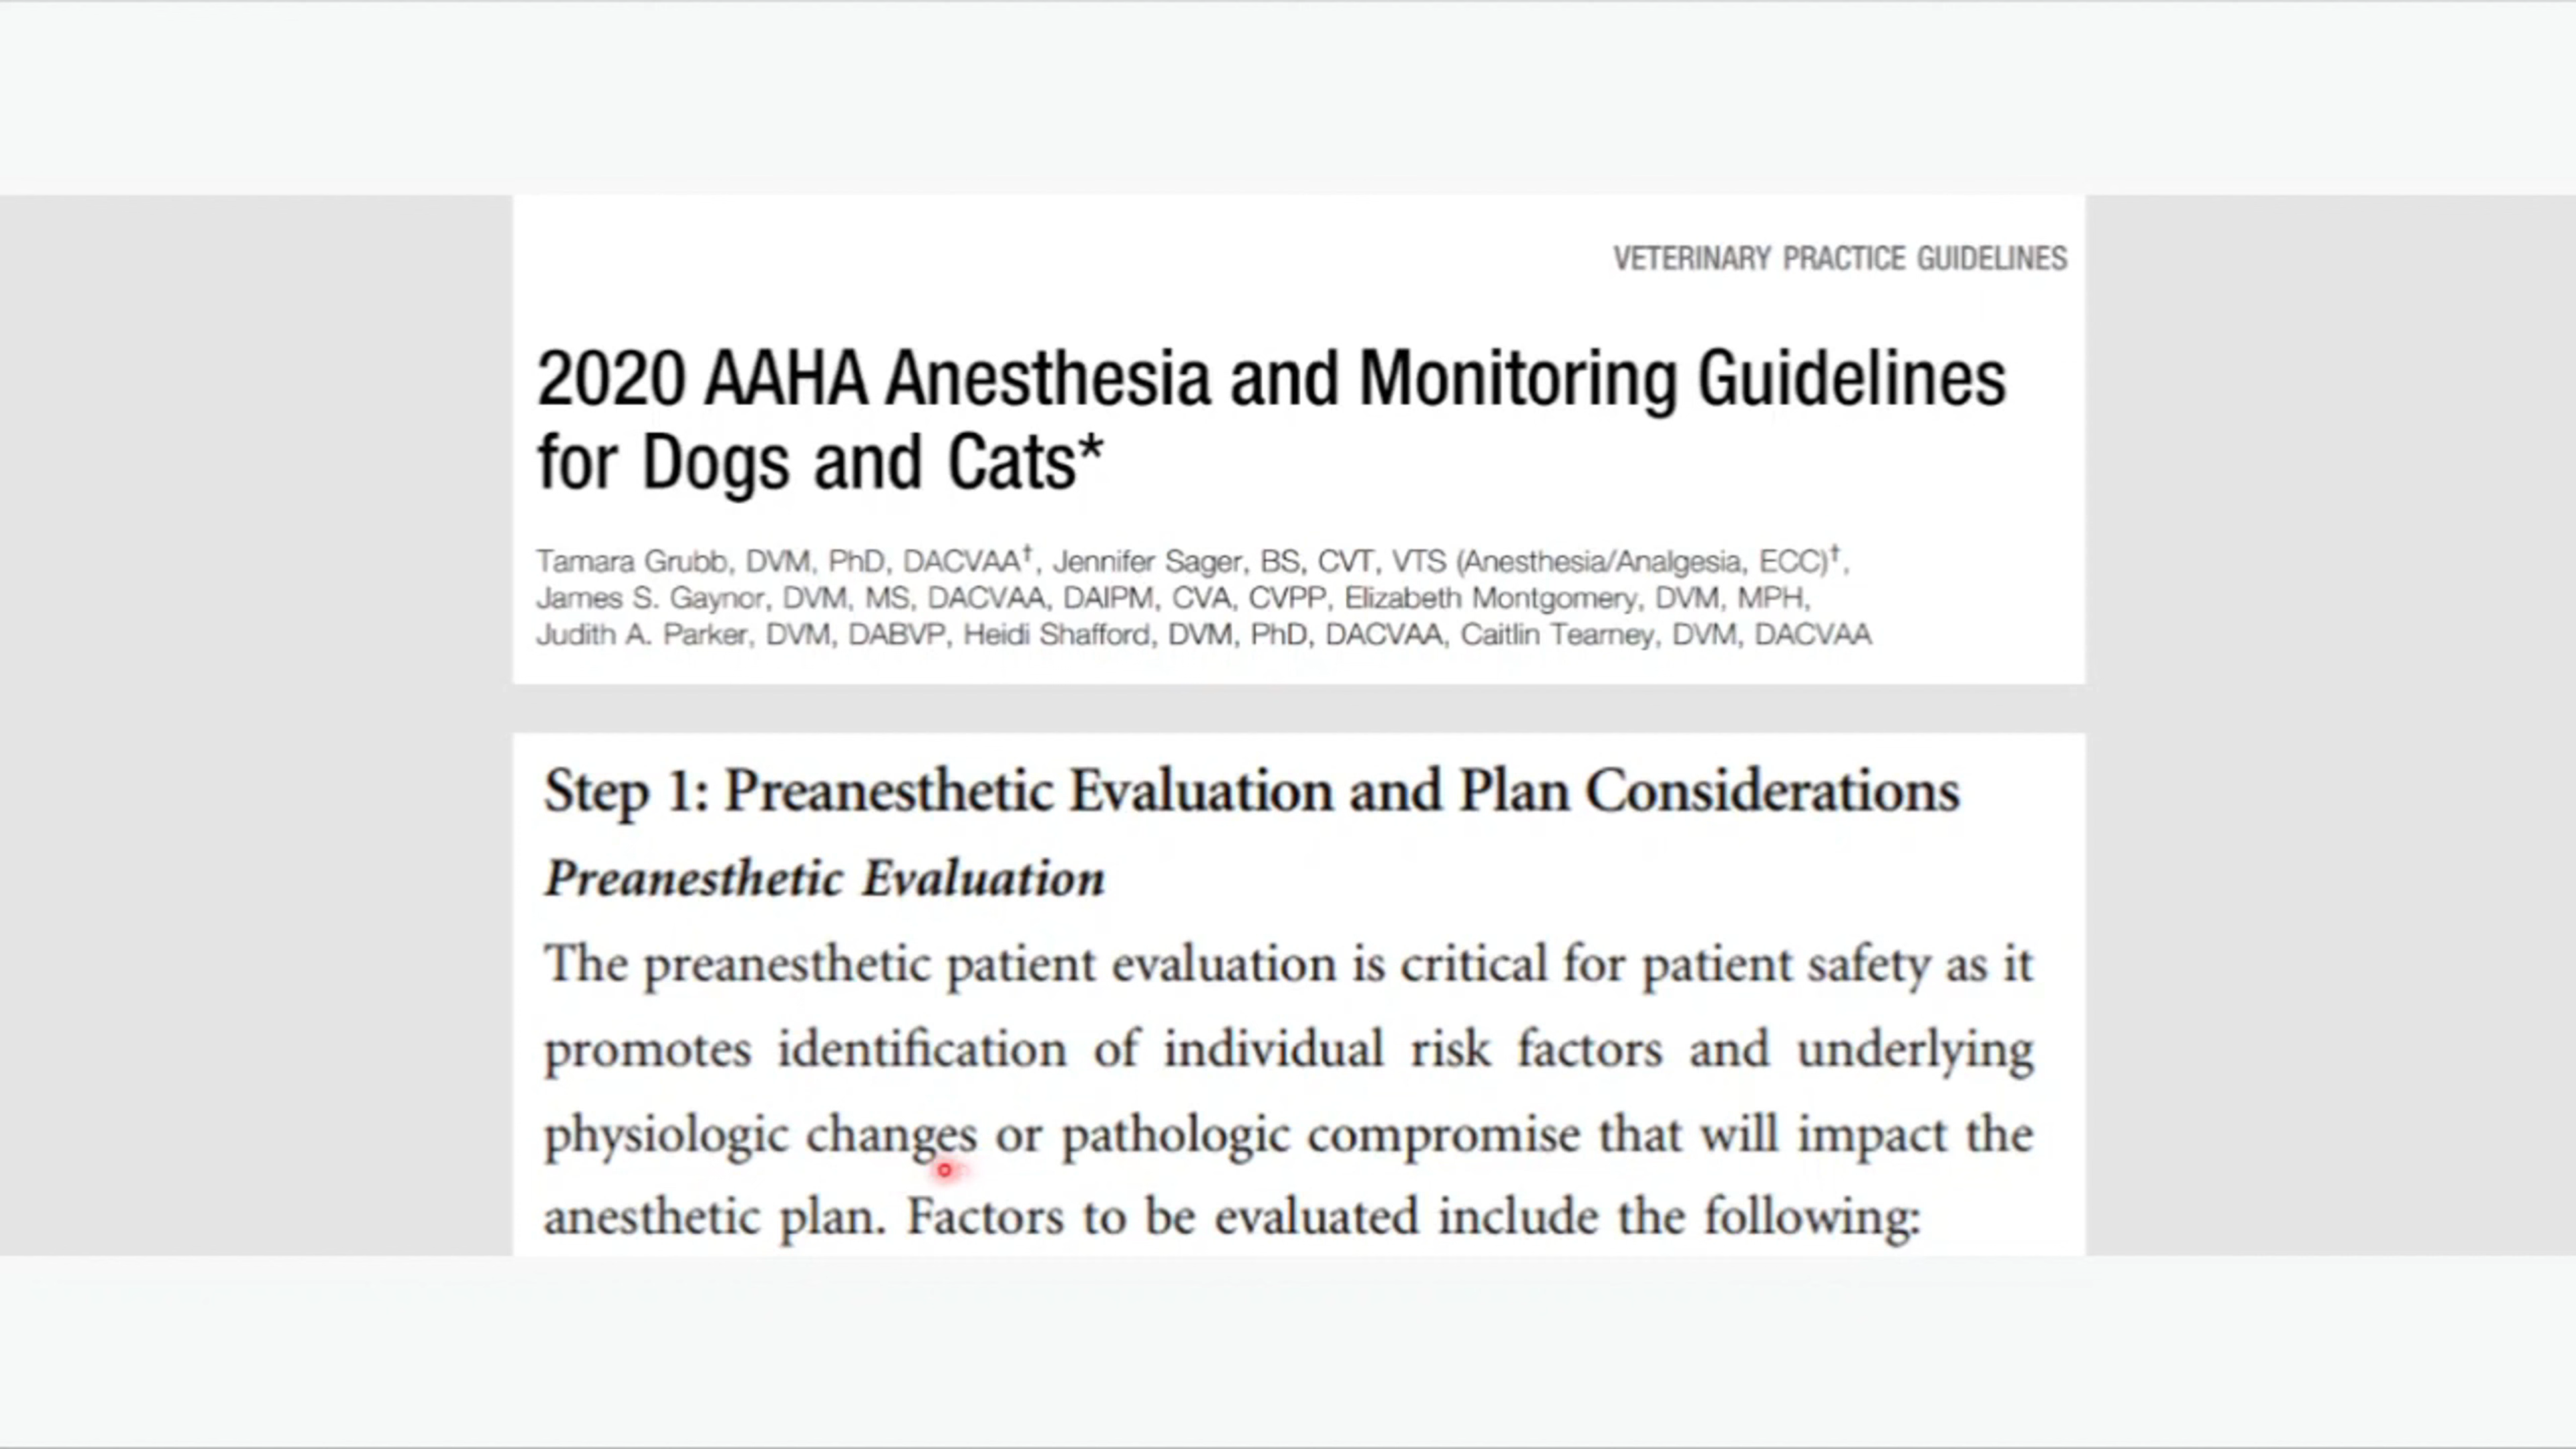 VETERINARY PRACTICE GUIDELINES
2020 AAHA Anesthesia and Monitoring Guidelines
for Dogs and Cats*
Tamara Grubb, DVM, PhD, DACVAA†, Jennifer Sager, BS, CVT, VTS (Anesthesia/Analgesia, ECC)†,
James S. Gaynor, DVM, MS, DACVAA, DAIPM, CVA, CVPP, Elizabeth Montgomery, DVM, MPH,
Judith A. Parker, DVM, DABVP, Heidi Shafford, DVM, PhD, DACVAA, Caitlin Tearney, DVM, DACVAA
Step 1: Preanesthetic Evaluation and Plan Considerations
Preanesthetic Evaluation
The preanesthetic patient evaluation is critical for patient safety as it
promotes identification of individual risk factors and underlying
physiologic changes or pathologic compromise that will impact the
anesthetic plan. Factors to be evaluated include the following: